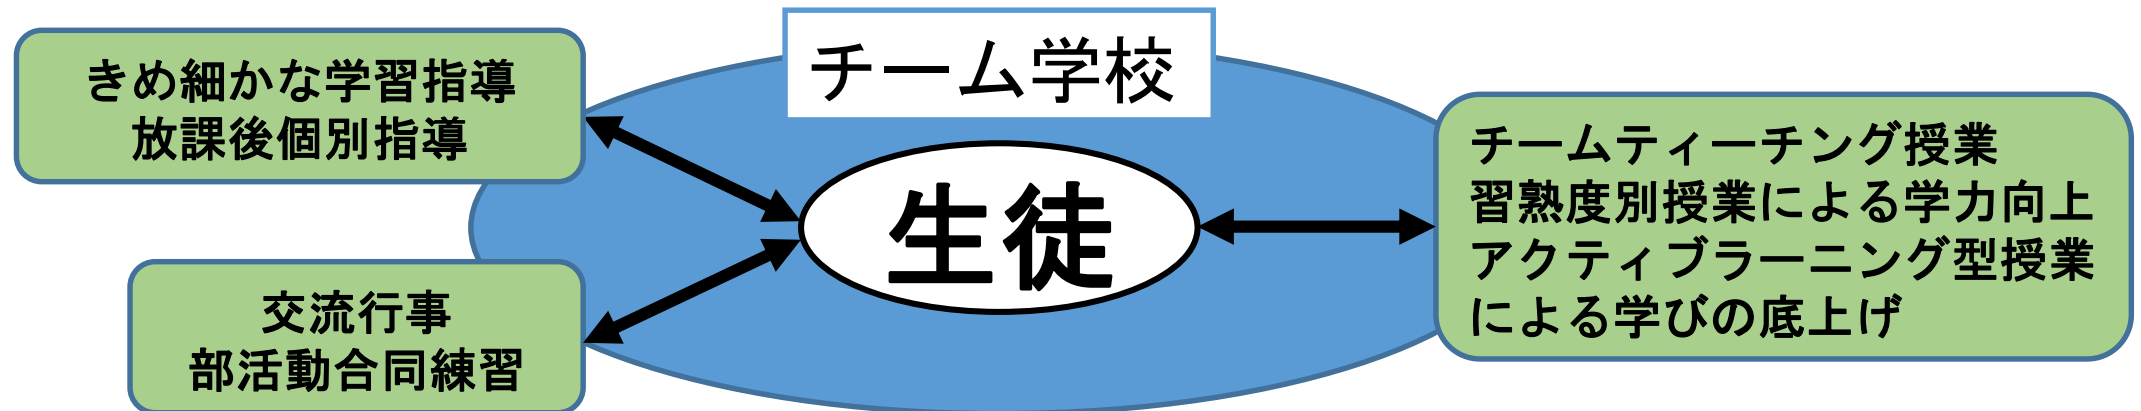 チーム学校
きめ細かな学習指導
放課後個別指導
生徒
チームティーチング授業
習熟度別授業による学力向上
アクティブラーニング型授業
による学びの底上げ
交流行事
部活動合同練習